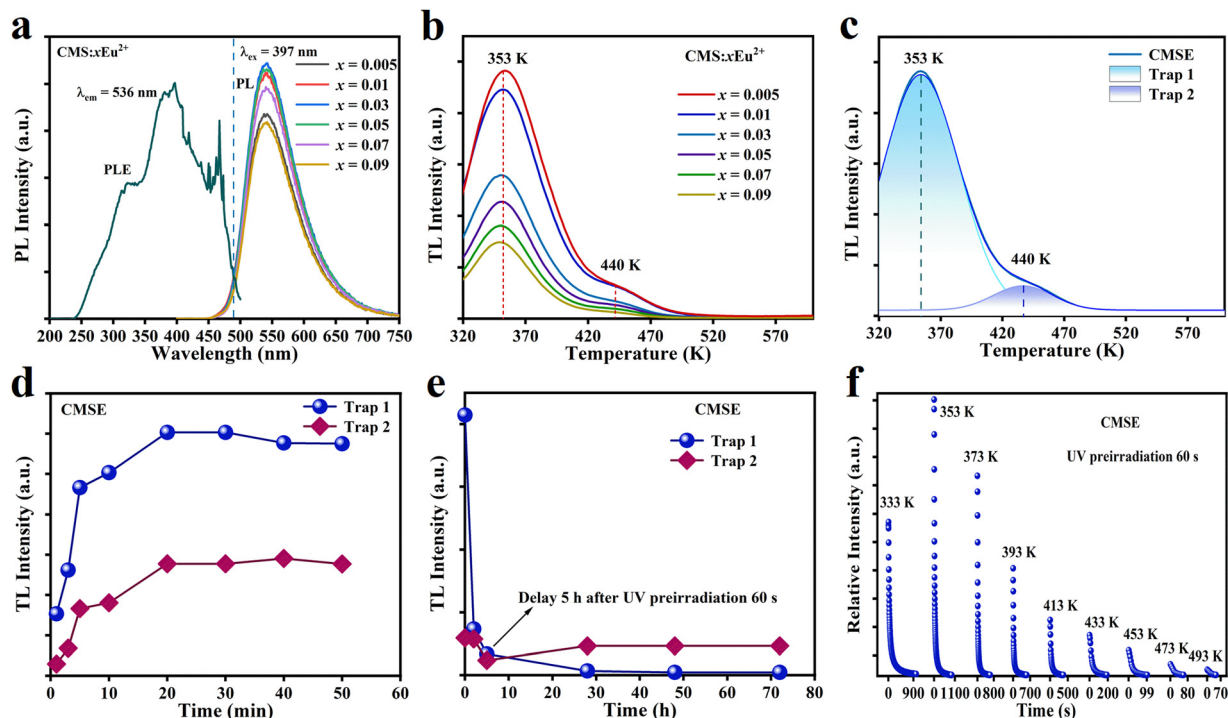 a
CMS:xEu²⁺
λex = 397 nm
PL
x = 0.005
x = 0.01
x = 0.03
x = 0.05
x = 0.07
x = 0.09
λem = 536 nm
PLE
PL Intensity (a.u.)
200 250 300 350 400 450 500 550 600 650 700 750
Wavelength (nm)
b
CMS:xEu²⁺
353 K
x = 0.005
x = 0.01
x = 0.03
x = 0.05
x = 0.07
x = 0.09
440 K
TL Intensity (a.u.)
320 370 420 470 520 570
Temperature (K)
c
353 K
CMSE
Trap 1
Trap 2
440 K
TL Intensity (a.u.)
320 370 420 470 520 570
Temperature (K)
d
CMSE
Trap 1
Trap 2
TL Intensity (a.u.)
0 10 20 30 40 50 60
Time (min)
e
CMSE
Trap 1
Trap 2
Delay 5 h after UV preirradiation 60 s
TL Intensity (a.u.)
0 10 20 30 40 50 60 70 80
Time (h)
f
353 K
CMSE
UV preirradiation 60 s
373 K
333 K
393 K
413 K
433 K
453 K
473 K
493 K
Relative Intensity (a.u.)
0 900 0 1100 0 800 0 700 0 500 0 200 0 99 0 80 0 70
Time (s)